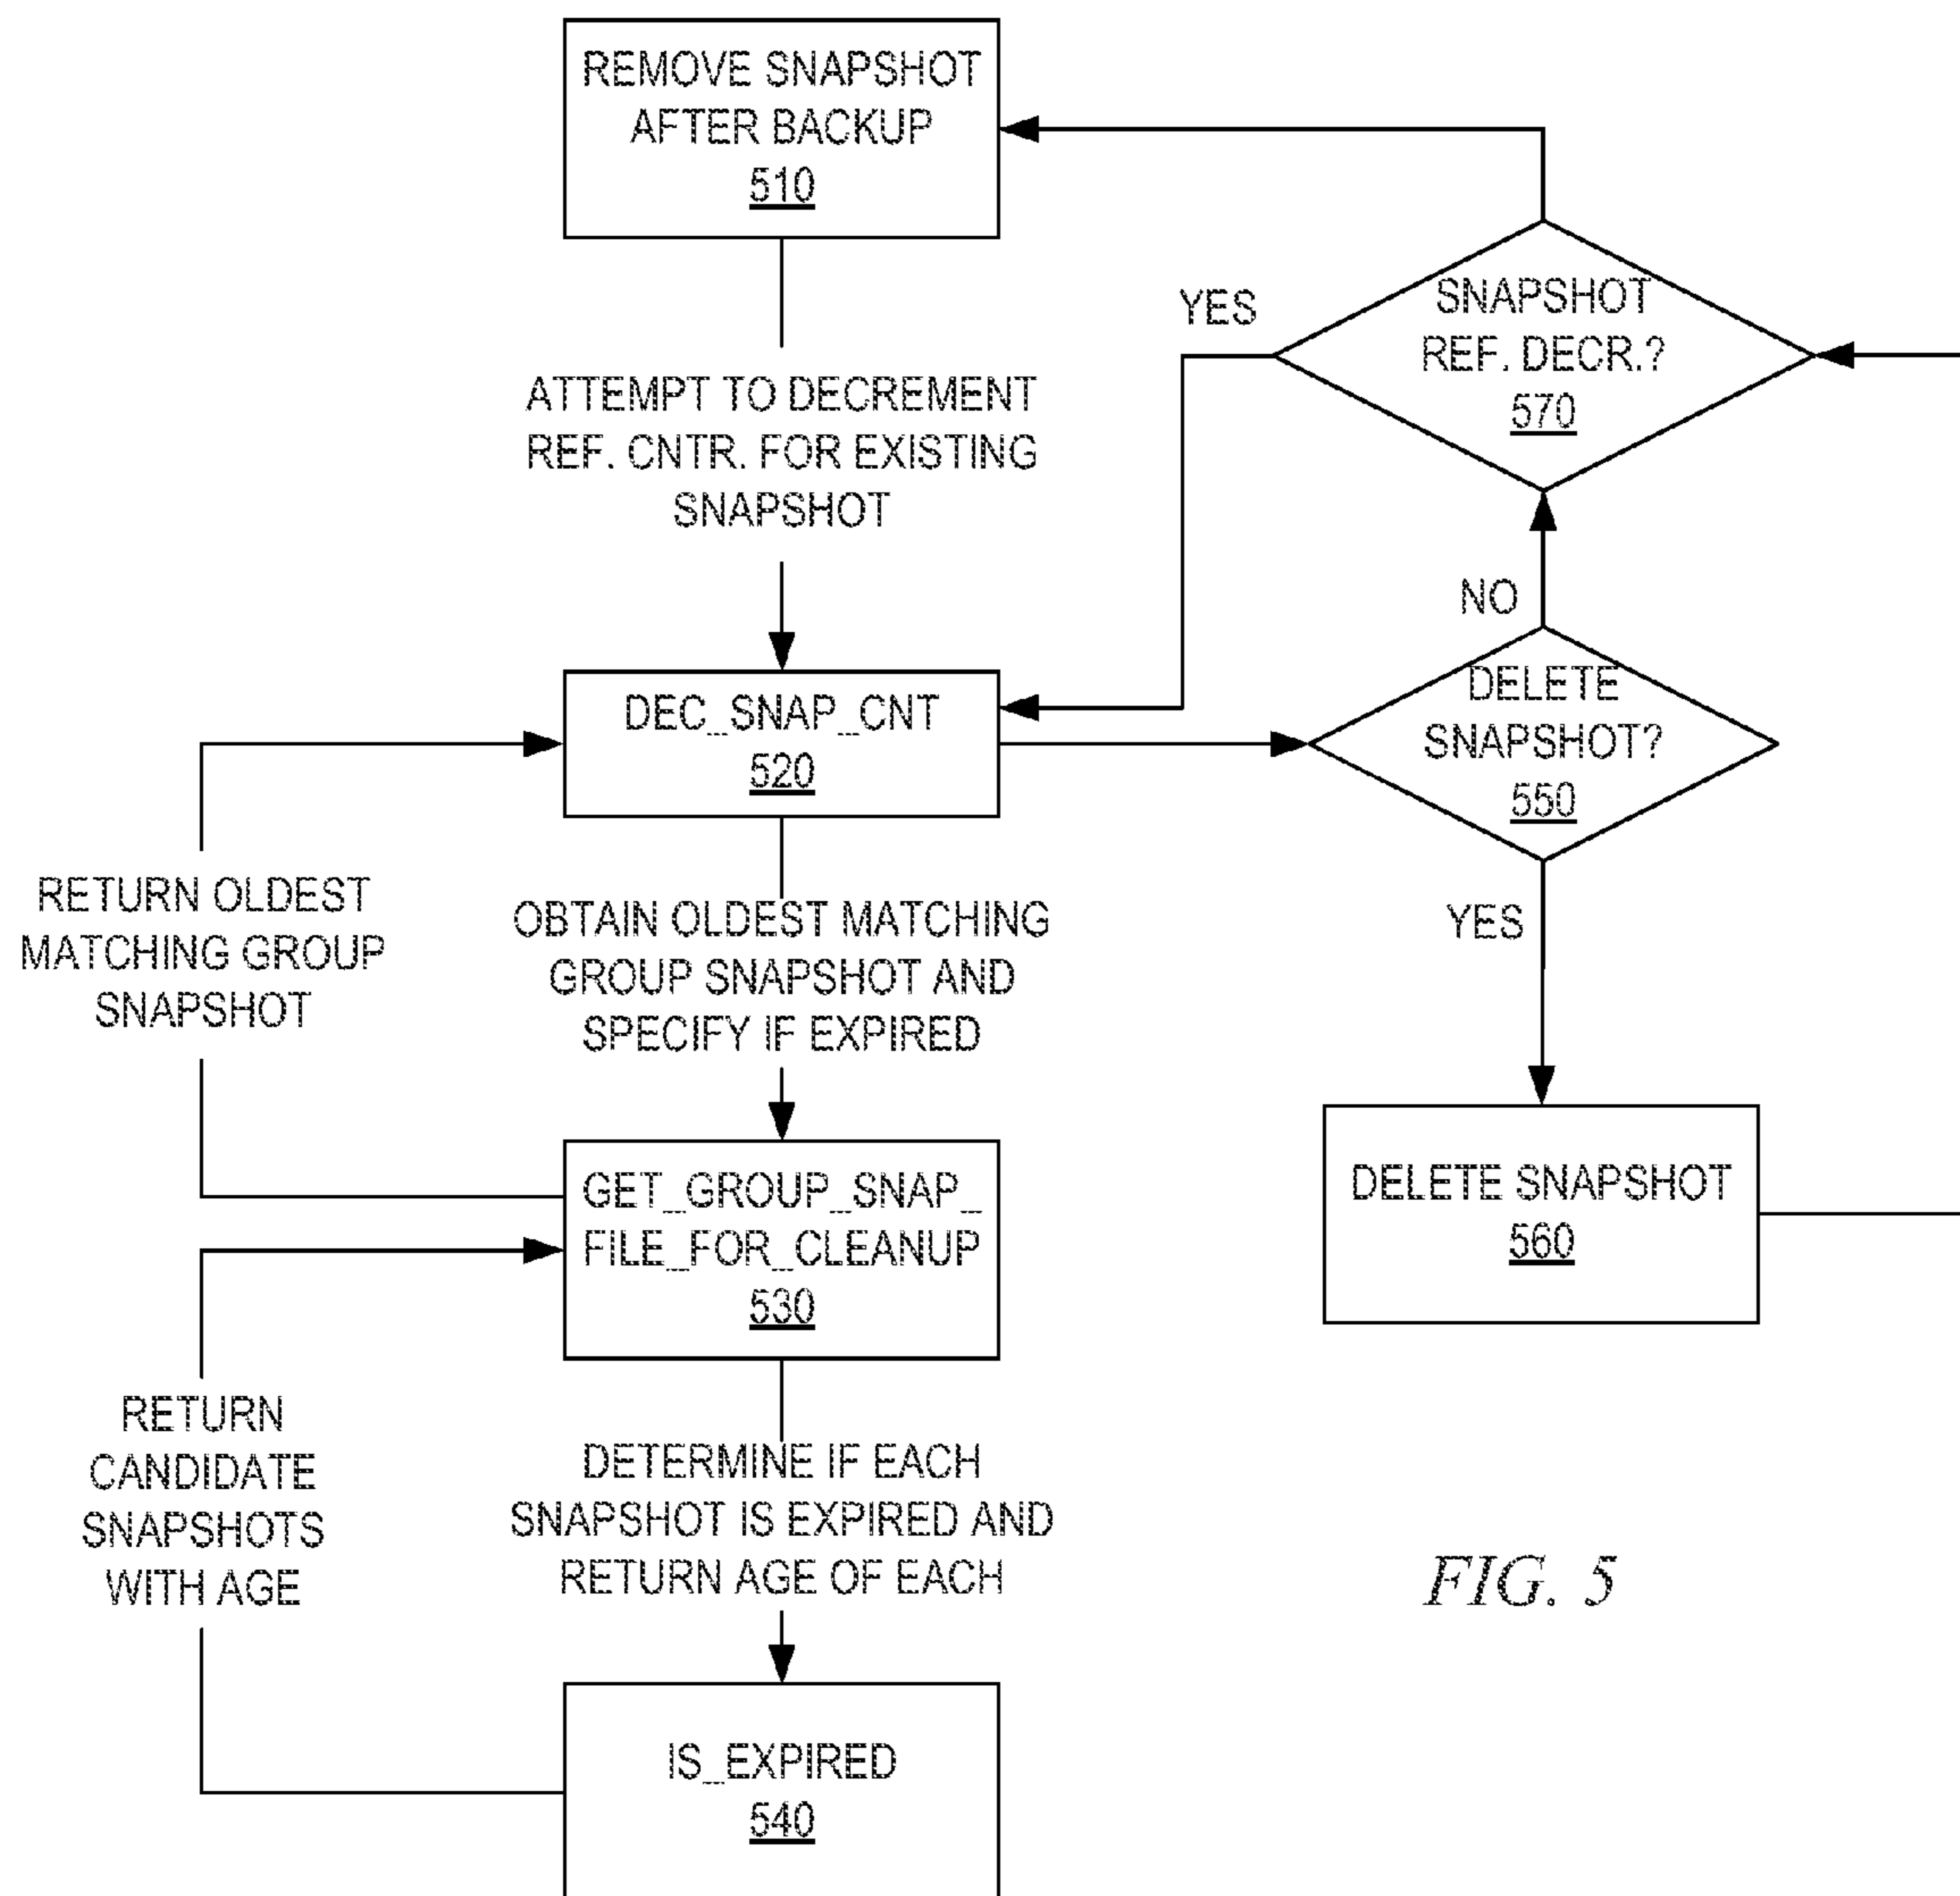 REMOVE SNAPSHOT
AFTER BACKUP
510
YES
SNAPSHOT
REF. DECR.?
570
ATTEMPT TO DECREMENT
REF. CNTR. FOR EXISTING
SNAPSHOT
NO
DEC_SNAP_CNT
520
DELETE
SNAPSHOT?
550
RETURN OLDEST
MATCHING GROUP
SNAPSHOT
OBTAIN OLDEST MATCHING
GROUP SNAPSHOT AND
SPECIFY IF EXPIRED
YES
GET_GROUP_SNAP_
FILE_FOR_CLEANUP
530
DELETE SNAPSHOT
560
RETURN
CANDIDATE
SNAPSHOTS
WITH AGE
DETERMINE IF EACH
SNAPSHOT IS EXPIRED AND
RETURN AGE OF EACH
FIG. 5
IS_EXPIRED
540